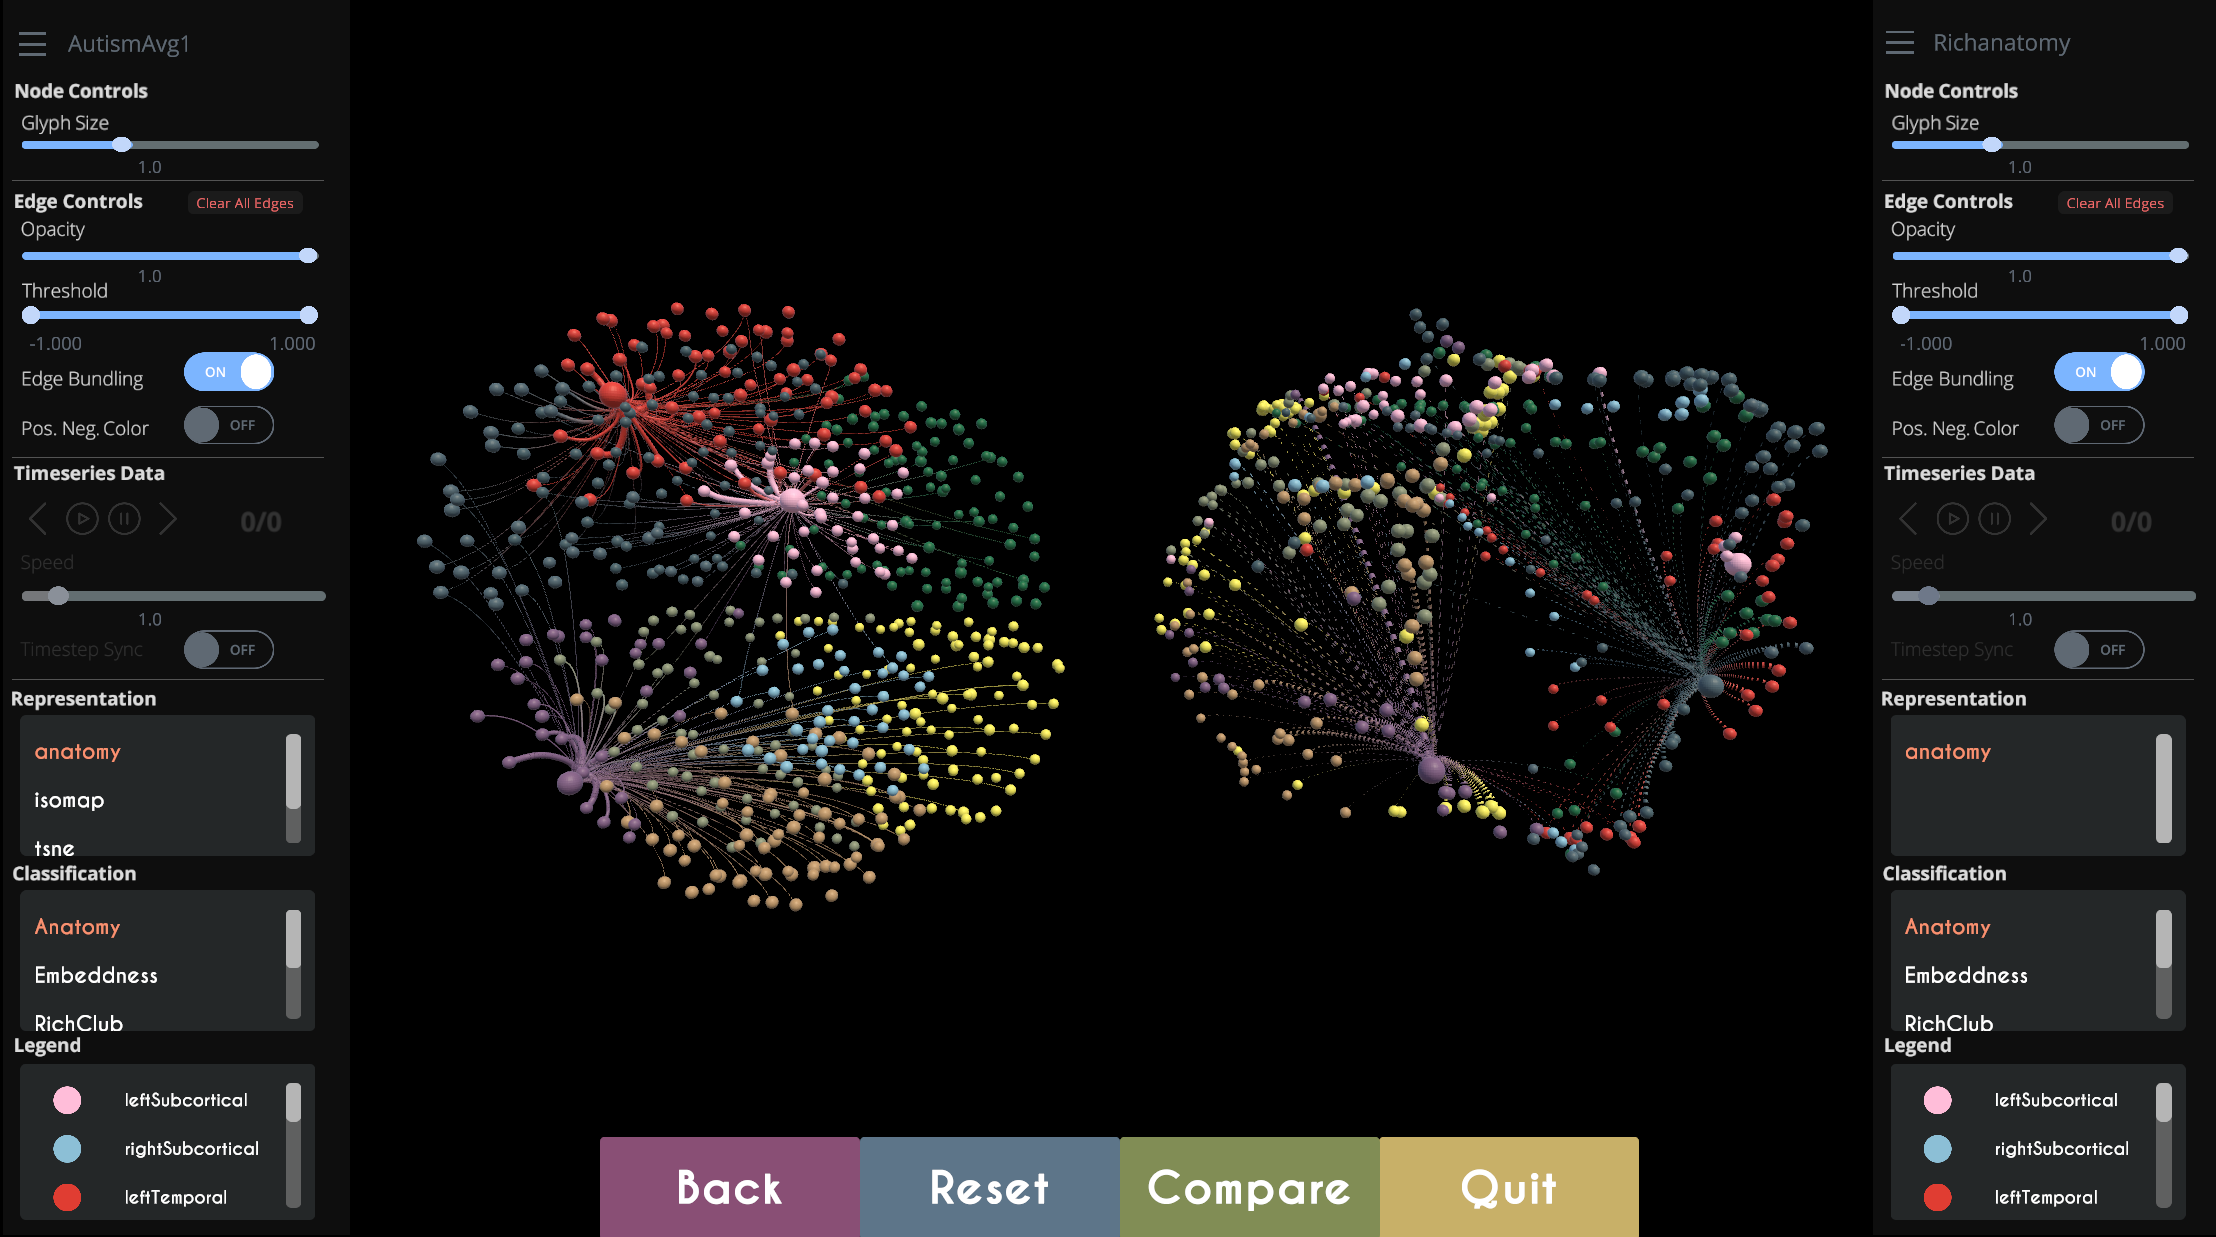 AutismAvg1
Node Controls
Glyph Size
1.0
Edge Controls Clear All Edges
Opacity
1.0
Threshold
-1.000 1.000
Edge Bundling ON
Pos. Neg. Color OFF
Timeseries Data
0/0
Speed
1.0
Timestep Sync OFF
Representation
anatomy
isomap
tsne
Classification
Anatomy
Embeddness
RichClub
Legend
leftSubcortical
rightSubcortical
leftTemporal
Back Reset Compare Quit
Richanatomy
Node Controls
Glyph Size
1.0
Edge Controls Clear All Edges
Opacity
1.0
Threshold
-1.000 1.000
Edge Bundling ON
Pos. Neg. Color OFF
Timeseries Data
0/0
Speed
1.0
Timestep Sync OFF
Representation
anatomy
Classification
Anatomy
Embeddness
RichClub
Legend
leftSubcortical
rightSubcortical
leftTemporal